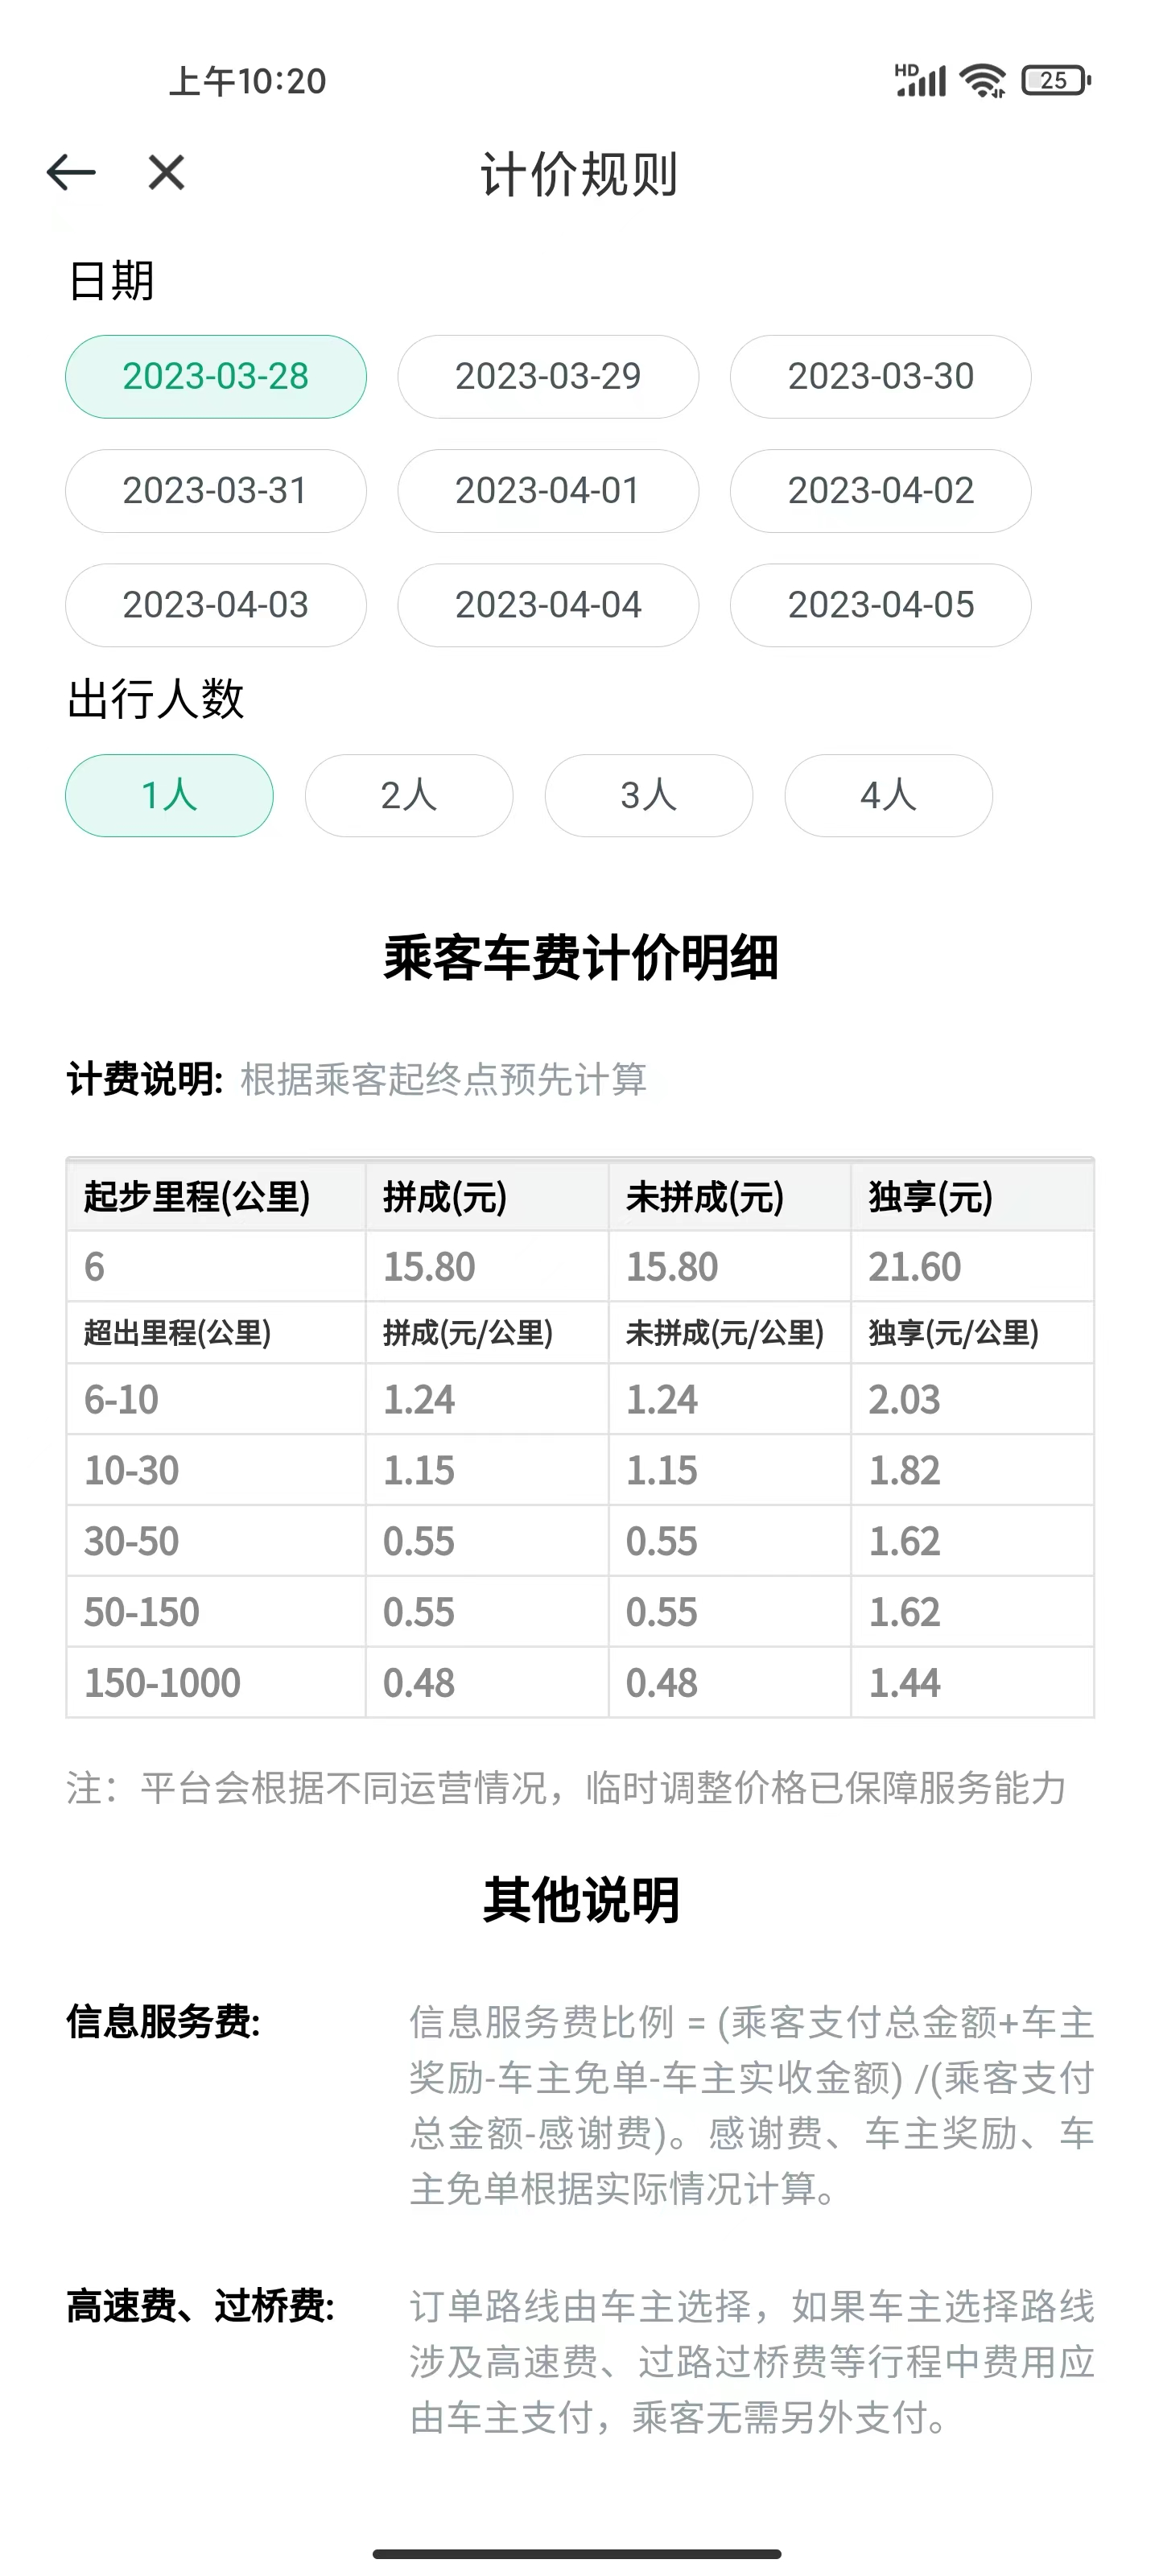 上午10:20
HD
25
计价规则
日期
2023-03-28 2023-03-29 2023-03-30
2023-03-31 2023-04-01 2023-04-02
2023-04-03 2023-04-04 2023-04-05
出行人数
1人 2人 3人 4人
乘客车费计价明细
计费说明: 根据乘客起终点预先计算
起步里程(公里) 拼成(元) 未拼成(元) 独享(元)
6 15.80 15.80 21.60
超出里程(公里) 拼成(元/公里) 未拼成(元/公里) 独享(元/公里)
6-10 1.24 1.24 2.03
10-30 1.15 1.15 1.82
30-50 0.55 0.55 1.62
50-150 0.55 0.55 1.62
150-1000 0.48 0.48 1.44
注：平台会根据不同运营情况，临时调整价格已保障服务能力
其他说明
信息服务费: 信息服务费比例 = (乘客支付总金额+车主
奖励-车主免单-车主实收金额) /(乘客支付
总金额-感谢费)。感谢费、车主奖励、车
主免单根据实际情况计算。
高速费、过桥费: 订单路线由车主选择，如果车主选择路线
涉及高速费、过路过桥费等行程中费用应
由车主支付，乘客无需另外支付。